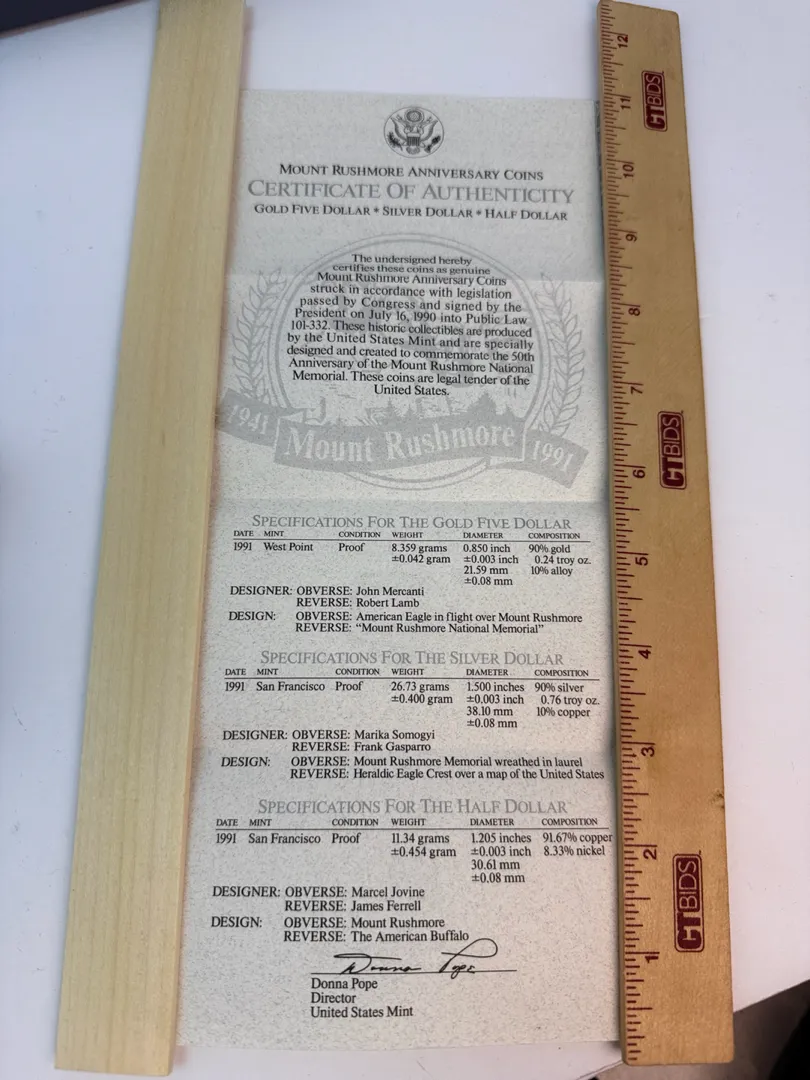 MOUNT RUSHMORE ANNIVERSARY COINS
CERTIFICATE OF AUTHENTICITY
GOLD FIVE DOLLAR * SILVER DOLLAR * HALF DOLLAR
The undersigned hereby
certifies these coins as genuine
Mount Rushmore Anniversary Coins
struck in accordance with legislation
passed by Congress and signed by the
President on July 16, 1990 into Public Law
101-332. These historic collectibles are produced
by the United States Mint and are specially
designed and created to commemorate the 50th
Anniversary of the Mount Rushmore National
Memorial. These coins are legal tender of the
United States.
1941 Mount Rushmore 1991
SPECIFICATIONS FOR THE GOLD FIVE DOLLAR
DATE MINT CONDITION WEIGHT DIAMETER COMPOSITION
1991 West Point Proof 8.359 grams 0.850 inch 90% gold
±0.042 gram ±0.003 inch 0.24 troy oz.
21.59 mm 10% alloy
±0.08 mm
DESIGNER: OBVERSE: John Mercanti
REVERSE: Robert Lamb
DESIGN: OBVERSE: American Eagle in flight over Mount Rushmore
REVERSE: "Mount Rushmore National Memorial"
SPECIFICATIONS FOR THE SILVER DOLLAR
DATE MINT CONDITION WEIGHT DIAMETER COMPOSITION
1991 San Francisco Proof 26.73 grams 1.500 inches 90% silver
±0.400 gram ±0.003 inch 0.76 troy oz.
38.10 mm 10% copper
±0.08 mm
DESIGNER: OBVERSE: Marika Somogyi
REVERSE: Frank Gasparro
DESIGN: OBVERSE: Mount Rushmore Memorial wreathed in laurel
REVERSE: Heraldic Eagle Crest over a map of the United States
SPECIFICATIONS FOR THE HALF DOLLAR
DATE MINT CONDITION WEIGHT DIAMETER COMPOSITION
1991 San Francisco Proof 11.34 grams 1.205 inches 91.67% copper
±0.454 gram ±0.003 inch 8.33% nickel
30.61 mm
±0.08 mm
DESIGNER: OBVERSE: Marcel Jovine
REVERSE: James Ferrell
DESIGN: OBVERSE: Mount Rushmore
REVERSE: The American Buffalo
Donna Pope
Donna Pope
Director
United States Mint
12
CTBIDS
11
10
9
8
7
CTBIDS
6
5
4
3
2
CTBIDS
1